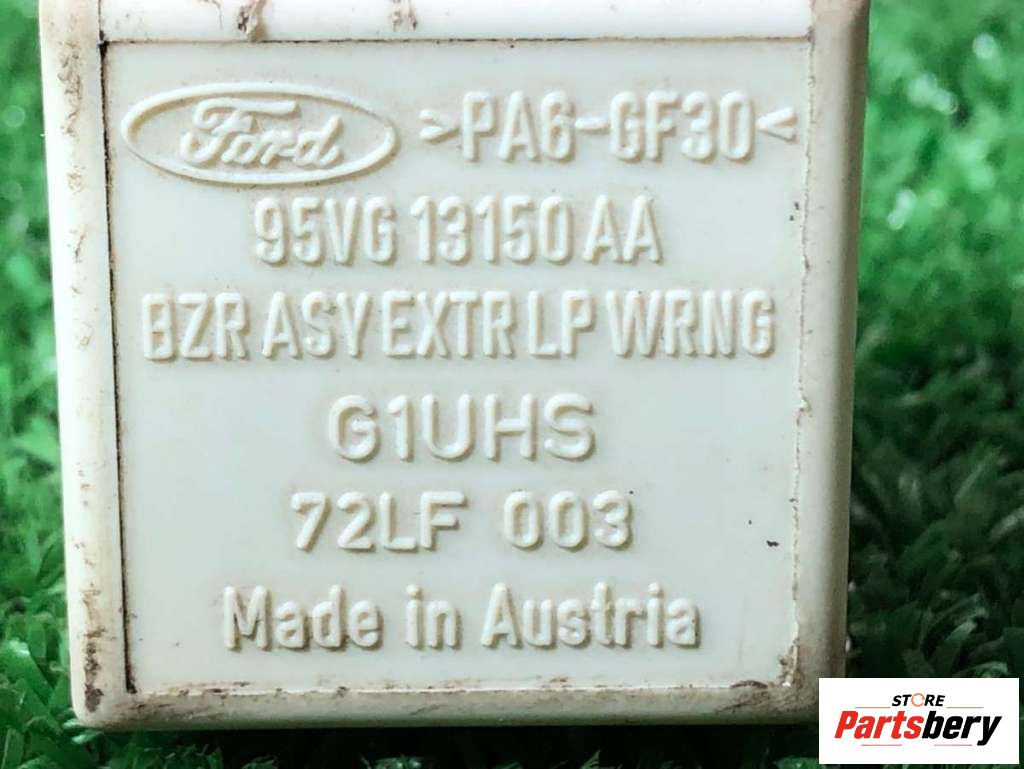 Ford >PA6-GF30<
95VG 13150 AA
BZR ASY EXTR LP WRNG
G1UHS
72LF 003
Made in Austria
STORE
Partsbery